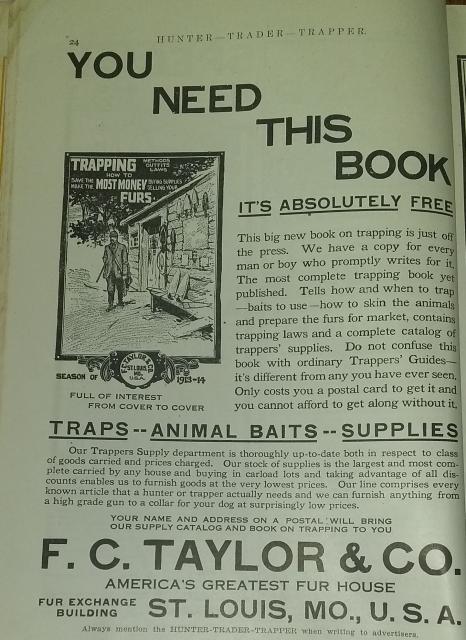 24 HUNTER—TRADER—TRAPPER.
YOU
NEED
THIS
BOOK
TRAPPING METHODS
OUTFITS
LAWS
HOW TO
SAVE THE MOST MONEY BUYING SUPPLIES
MAKE THE SELLING YOUR
FURS.
F.C. TAYLOR & CO.
ST. LOUIS,
MO.
U.S.A.
SEASON OF 1913-14
FULL OF INTEREST
FROM COVER TO COVER
IT'S ABSOLUTELY FREE
This big new book on trapping is just off
the press. We have a copy for every
man or boy who promptly writes for it.
The most complete trapping book yet
published. Tells how and when to trap
—baits to use—how to skin the animals
and prepare the furs for market, contains
trapping laws and a complete catalog of
trappers' supplies. Do not confuse this
book with ordinary Trappers' Guides—
it's different from any you have ever seen.
Only costs you a postal card to get it and
you cannot afford to get along without it.
TRAPS--ANIMAL BAITS--SUPPLIES
Our Trappers Supply department is thoroughly up-to-date both in respect to class
of goods carried and prices charged. Our stock of supplies is the largest and most com-
plete carried by any house and buying in carload lots and taking advantage of all dis-
counts enables us to furnish goods at the very lowest prices. Our line comprises every
known article that a hunter or trapper actually needs and we can furnish anything from
a high grade gun to a collar for your dog at surprisingly low prices.
YOUR NAME AND ADDRESS ON A POSTAL WILL BRING
OUR SUPPLY CATALOG AND BOOK ON TRAPPING TO YOU
F. C. TAYLOR & CO.
AMERICA'S GREATEST FUR HOUSE
FUR EXCHANGE
BUILDING ST. LOUIS, MO., U. S. A.
Always mention the HUNTER-TRADER-TRAPPER when writing to advertisers.